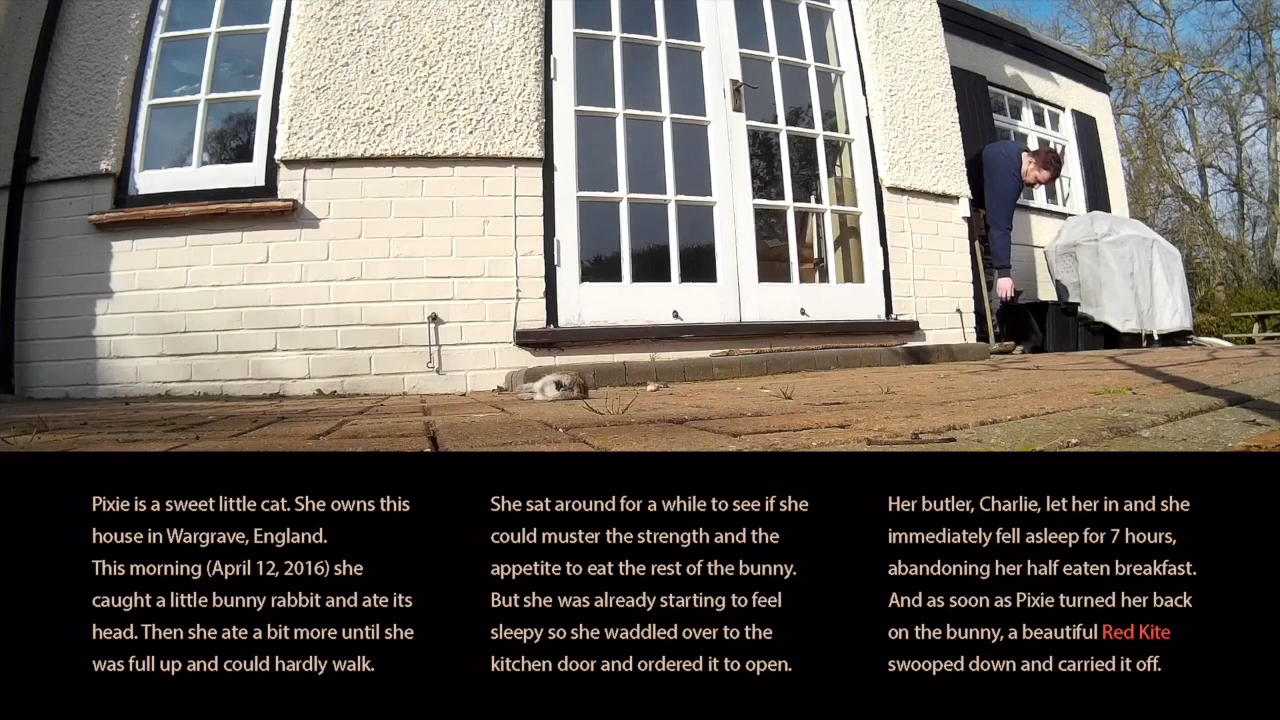 Pixie is a sweet little cat. She owns this
house in Wargrave, England.
This morning (April 12, 2016) she
caught a little bunny rabbit and ate its
head. Then she ate a bit more until she
was full up and could hardly walk.
She sat around for a while to see if she
could muster the strength and the
appetite to eat the rest of the bunny.
But she was already starting to feel
sleepy so she waddled over to the
kitchen door and ordered it to open.
Her butler, Charlie, let her in and she
immediately fell asleep for 7 hours,
abandoning her half eaten breakfast.
And as soon as Pixie turned her back
on the bunny, a beautiful Red Kite
swooped down and carried it off.